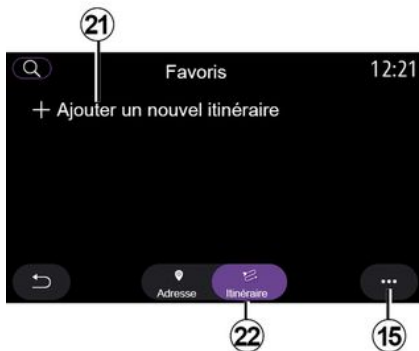 21
Favoris 12:21
+ Ajouter un nouvel itinéraire
Adresse Itinéraire
22 15